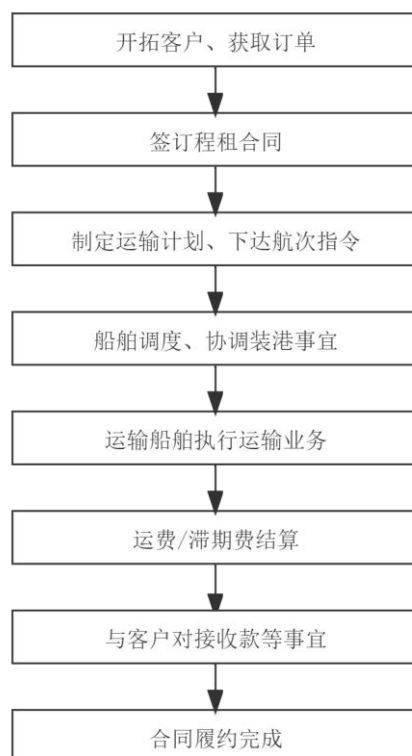 开拓客户、获取订单
签订程租合同
制定运输计划、下达航次指令
船舶调度、协调装港事宜
运输船舶执行运输业务
运费/滞期费结算
与客户对接收款等事宜
合同履约完成